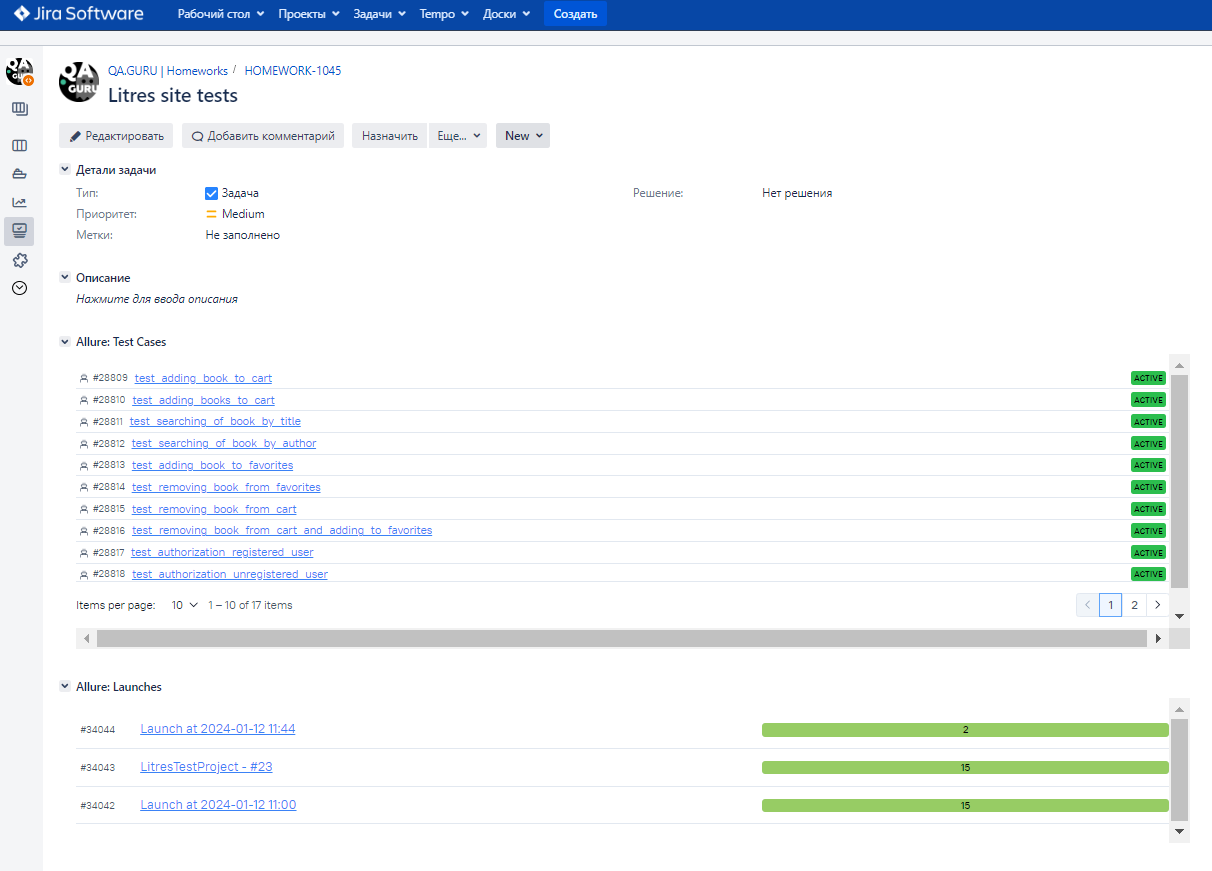 Jira Software Рабочий стол Проекты Задачи Tempo Доски Создать
QA GURU
QA.GURU | Homeworks / HOMEWORK-1045
Litres site tests
Редактировать Добавить комментарий Назначить Еще... New
Детали задачи
Тип: Задача Решение: Нет решения
Приоритет: Medium
Метки: Не заполнено
Описание
Нажмите для ввода описания
Allure: Test Cases
#28809 test_adding_book_to_cart ACTIVE
#28810 test_adding_books_to_cart ACTIVE
#28811 test_searching_of_book_by_title ACTIVE
#28812 test_searching_of_book_by_author ACTIVE
#28813 test_adding_book_to_favorites ACTIVE
#28814 test_removing_book_from_favorites ACTIVE
#28815 test_removing_book_from_cart ACTIVE
#28816 test_removing_book_from_cart_and_adding_to_favorites ACTIVE
#28817 test_authorization_registered_user ACTIVE
#28818 test_authorization_unregistered_user ACTIVE
Items per page: 10 1 – 10 of 17 items 1 2
Allure: Launches
#34044 Launch at 2024-01-12 11:44 2
#34043 LitresTestProject - #23 15
#34042 Launch at 2024-01-12 11:00 15